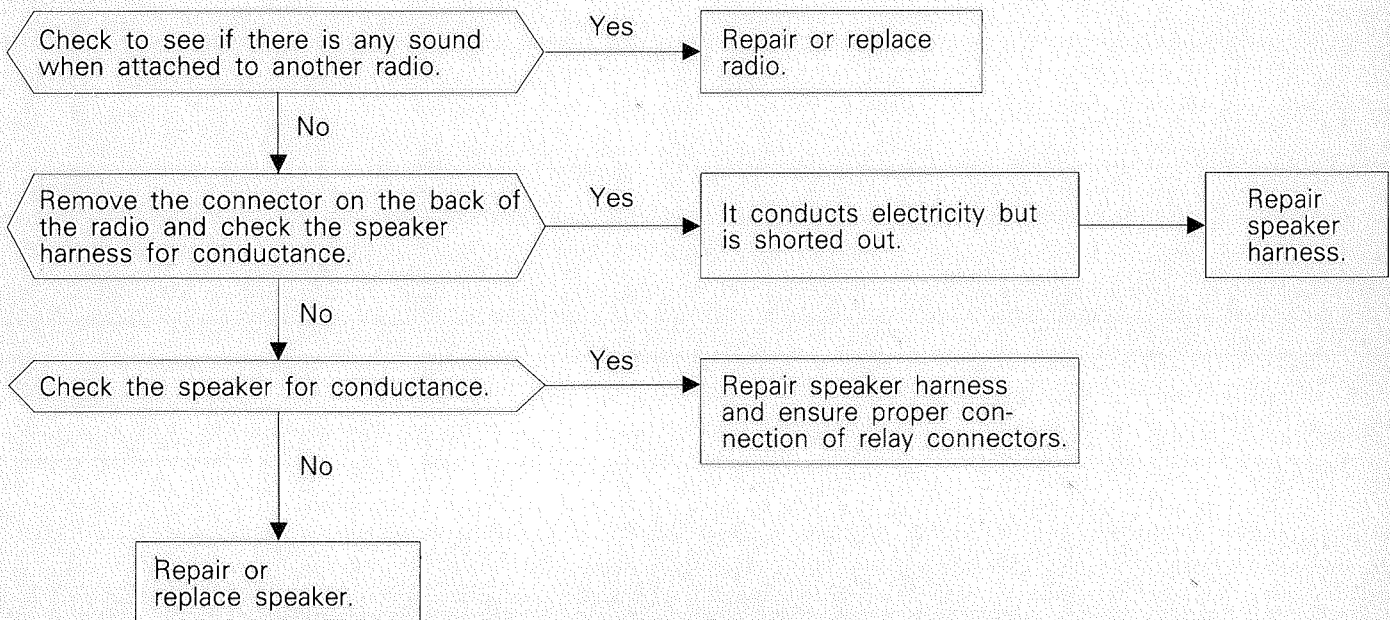 Check to see if there is any sound
when attached to another radio.
Yes
Repair or replace
radio.
No
Remove the connector on the back of
the radio and check the speaker
harness for conductance.
Yes
It conducts electricity but
is shorted out.
Repair
speaker
harness.
No
Check the speaker for conductance.
Yes
Repair speaker harness
and ensure proper con-
nection of relay connectors.
No
Repair or
replace speaker.